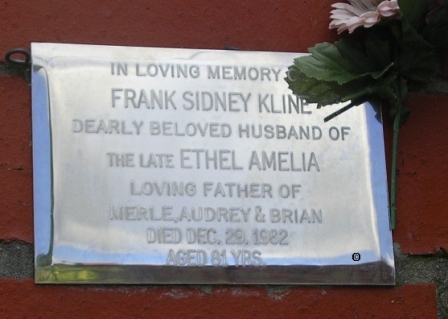 IN LOVING MEMORY
FRANK SIDNEY KLINE
DEARLY BELOVED HUSBAND OF
THE LATE ETHEL AMELIA
LOVING FATHER OF
MERLE, AUDREY & BRIAN
DIED DEC. 29, 1982
AGED 81 YRS.